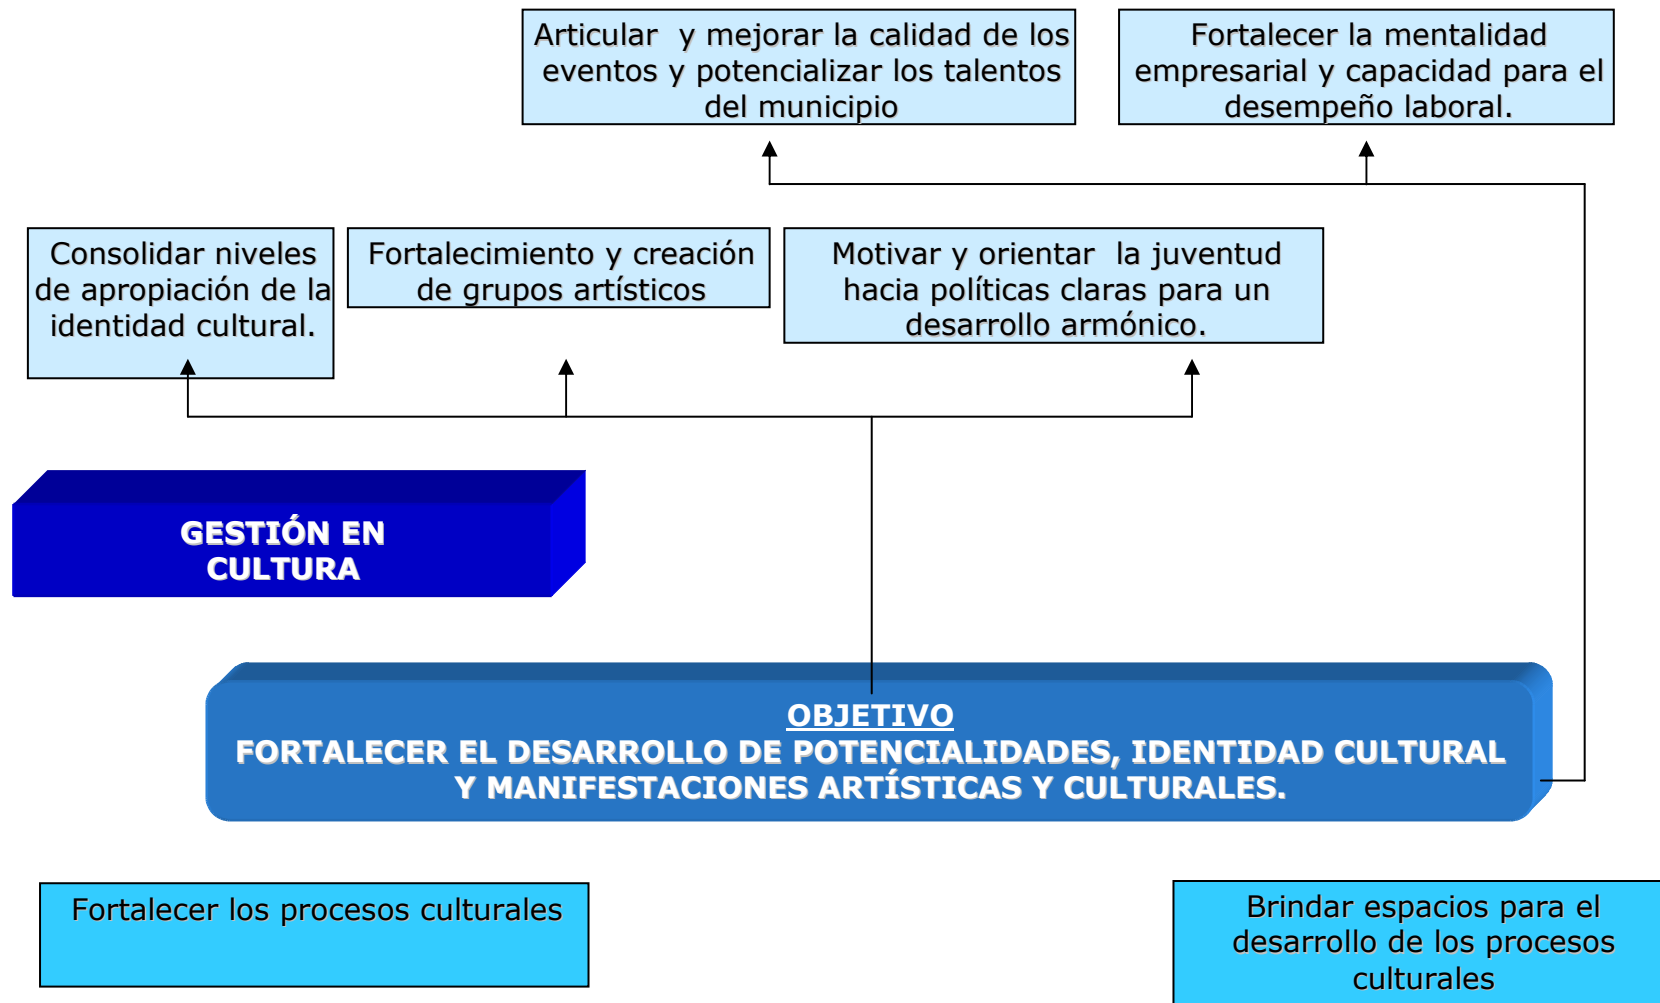 Articular y mejorar la calidad de los
eventos y potencializar los talentos
del municipio
Fortalecer la mentalidad
empresarial y capacidad para el
desempeño laboral.
Consolidar niveles
de apropiación de la
identidad cultural.
Fortalecimiento y creación
de grupos artísticos
Motivar y orientar la juventud
hacia políticas claras para un
desarrollo armónico.
GESTIÓN EN
CULTURA
OBJETIVO
FORTALECER EL DESARROLLO DE POTENCIALIDADES, IDENTIDAD CULTURAL
Y MANIFESTACIONES ARTÍSTICAS Y CULTURALES.
Fortalecer los procesos culturales
Brindar espacios para el
desarrollo de los procesos
culturales